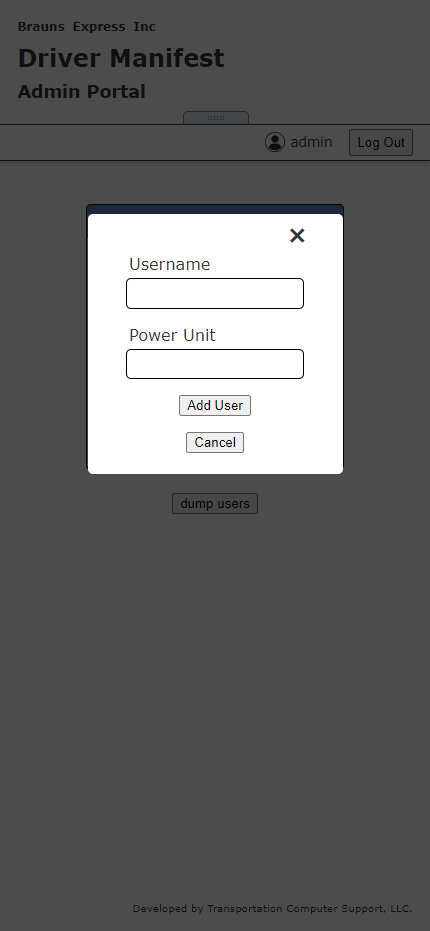 Brauns Express Inc
Driver Manifest
Admin Portal
admin
Log Out
×
Username
Power Unit
Add User
Cancel
dump users
Developed by Transportation Computer Support, LLC.